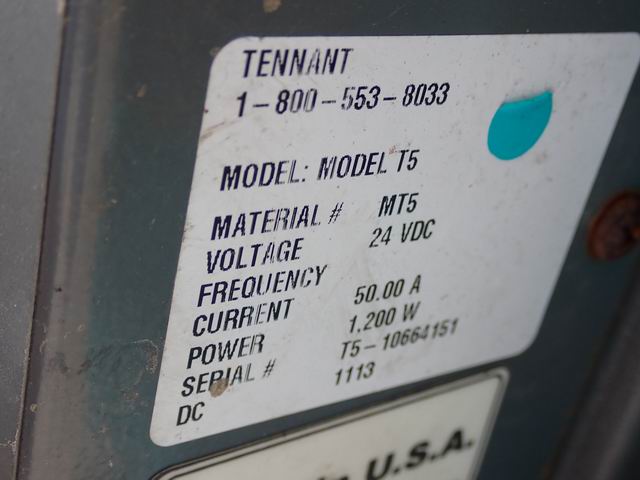 TENNANT
1-800-553-8033
MODEL: MODEL T5
MATERIAL # MT5
VOLTAGE 24 VDC
FREQUENCY
CURRENT 50.00 A
POWER 1,200 W
SERIAL # T5-10664151
DC 1113
U.S.A.